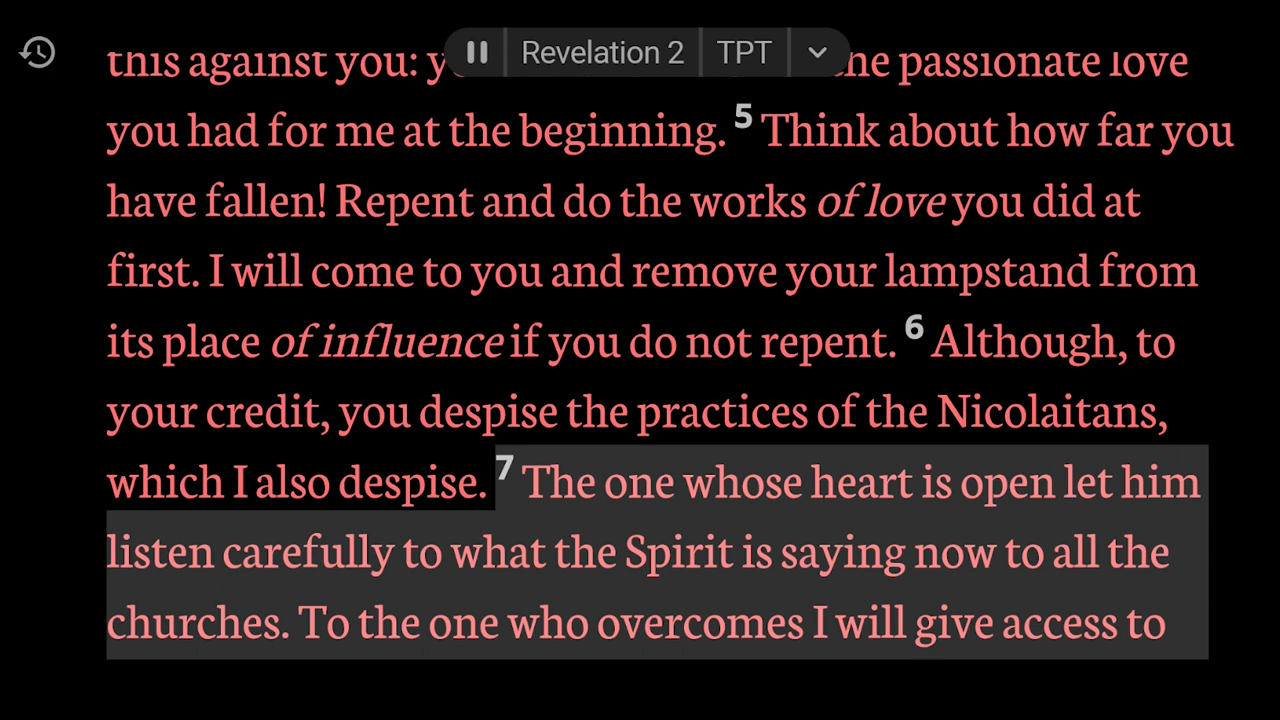 Revelation 2 TPT
this against you: y he passionate love
you had for me at the beginning. 5 Think about how far you
have fallen! Repent and do the works of love you did at
first. I will come to you and remove your lampstand from
its place of influence if you do not repent. 6 Although, to
your credit, you despise the practices of the Nicolaitans,
which I also despise. 7 The one whose heart is open let him
listen carefully to what the Spirit is saying now to all the
churches. To the one who overcomes I will give access to